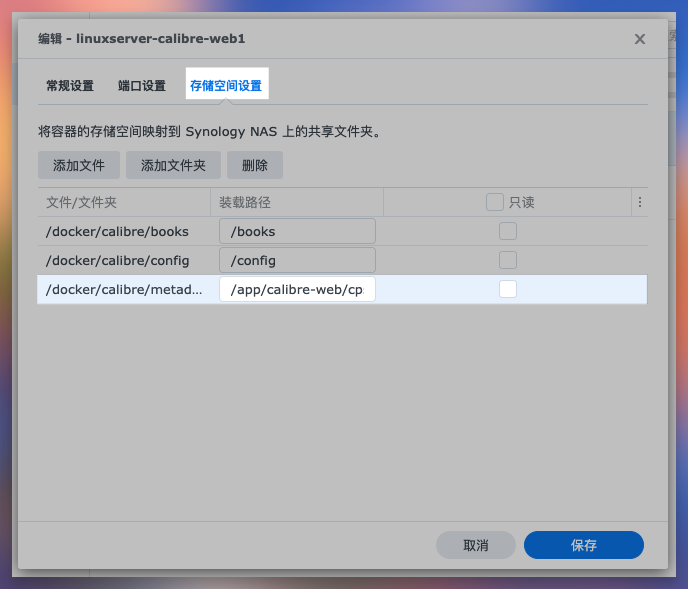 编辑 - linuxserver-calibre-web1
常规设置 端口设置 存储空间设置
将容器的存储空间映射到 Synology NAS 上的共享文件夹。
添加文件 添加文件夹 删除
文件/文件夹 装载路径 只读
/docker/calibre/books /books
/docker/calibre/config /config
/docker/calibre/metad... /app/calibre-web/cp
取消 保存